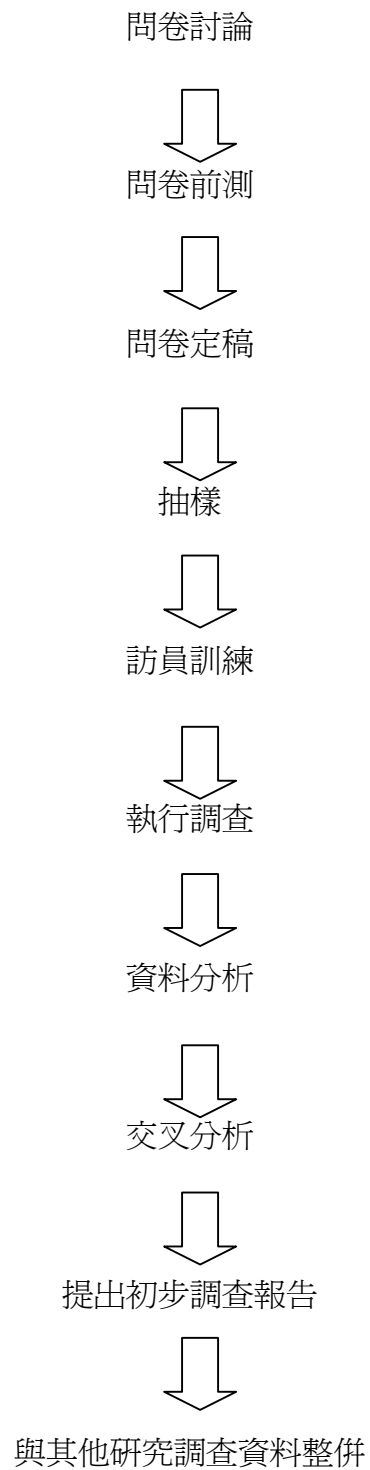 問卷討論
問卷前測
問卷定稿
抽樣
訪員訓練
執行調查
資料分析
交叉分析
提出初步調查報告
與其他研究調查資料整併